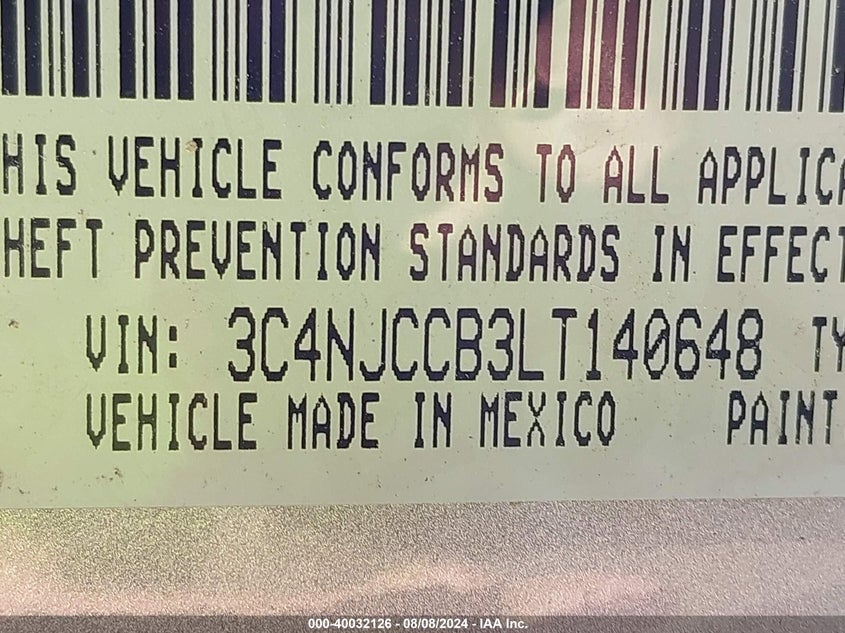 HIS VEHICLE CONFORMS TO ALL APPLICA
HEFT PREVENTION STANDARDS IN EFFECT
VIN: 3C4NJCCB3LT140648 TY
VEHICLE MADE IN MEXICO PAINT
000-40032126 - 08/08/2024 - IAA Inc.